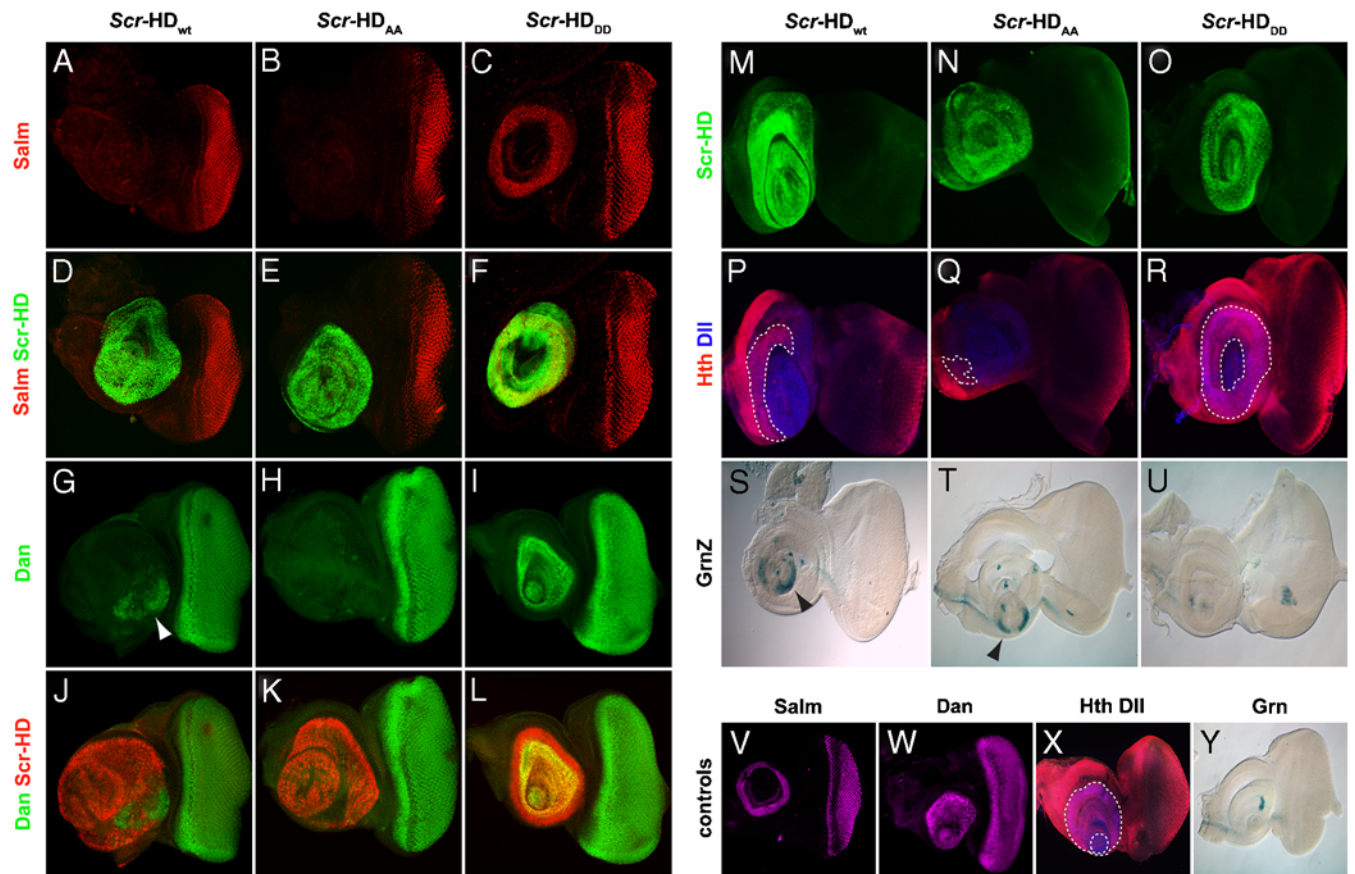 Scr-HDwt Scr-HDAA Scr-HDDD
Scr-HDwt Scr-HDAA Scr-HDDD
Salm
A B C
Scr-HD
M N O
Salm Scr-HD
D E F
Hth Dll
P Q R
Dan
G H I
GrnZ
S T U
Dan Scr-HD
J K L
controls
Salm Dan Hth Dll Grn
V W X Y